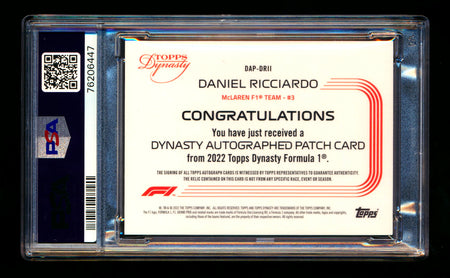 TOPPS
Dynasty
DAP-DRII
DANIEL RICCIARDO
McLAREN F1® TEAM - #3
CONGRATULATIONS
You have just received a
DYNASTY AUTOGRAPHED PATCH CARD
from 2022 Topps Dynasty Formula 1®.
THE SIGNING OF ALL TOPPS AUTOGRAPH CARDS IS WITNESSED BY TOPPS REPRESENTATIVES TO GUARANTEE AUTHENTICITY.
THE RELIC CONTAINED ON THIS CARD IS NOT FROM ANY SPECIFIC RACE, EVENT OR SEASON.
F1
Topps
PSA
76206447